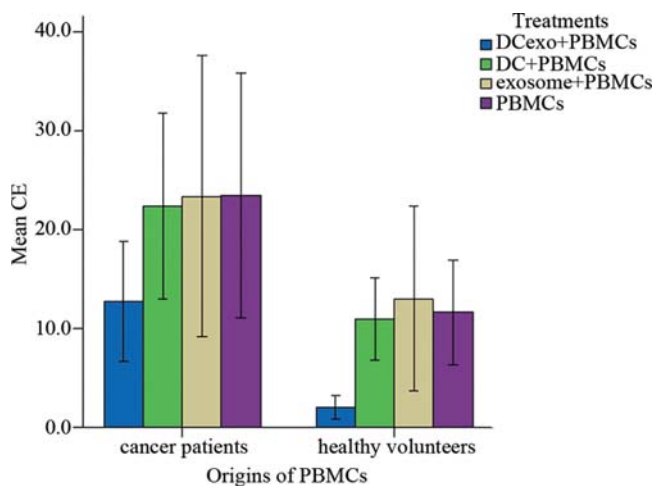 Treatments
DCexo+PBMCs
DC+PBMCs
exosome+PBMCs
PBMCs
40.0
30.0
20.0
10.0
0.0
Mean CE
cancer patients
healthy volunteers
Origins of PBMCs